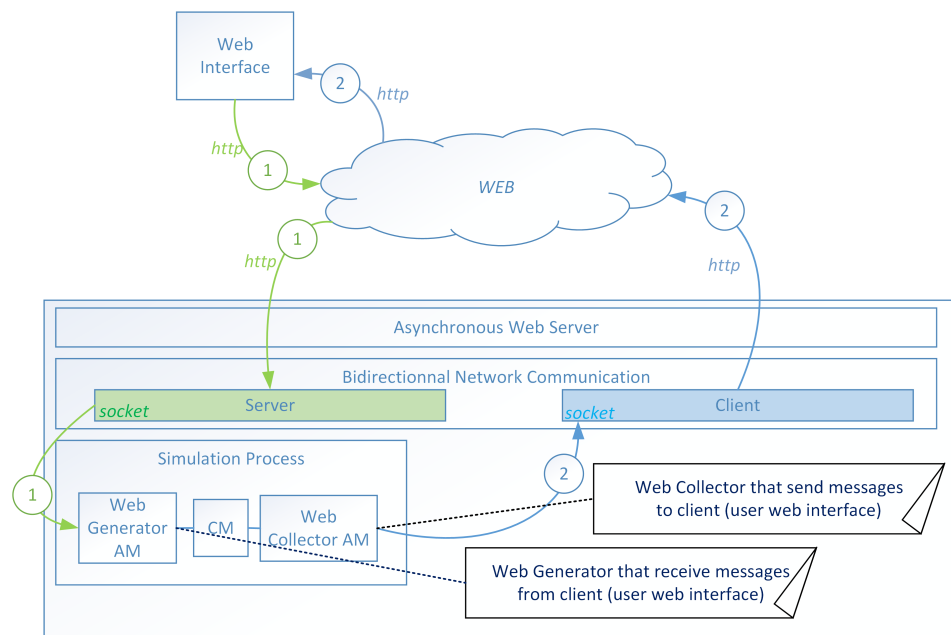 Web
Interface
2
http
http
1
WEB
2
1
http
http
Asynchronous Web Server
Bidirectionnal Network Communication
socket
Server
socket
Client
Simulation Process
2
1
Web
Generator
AM
CM
Web
Collector AM
Web Collector that send messages
to client (user web interface)
Web Generator that receive messages
from client (user web interface)